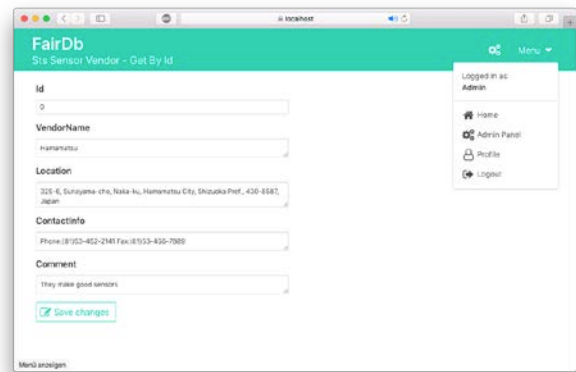 localhost
FairDb
Menu
Sts Sensor Vendor - Get By Id
Logged in as:
Admin
Home
Admin Panel
Profile
Logout
Id
0
VendorName
Hamamatsu
Location
325-6, Sunayama-cho, Naka-ku, Hamamatsu City, Shizuoka Pref., 430-8587,
Japan
ContactInfo
Phone:(81)53-452-2141 Fax:(81)53-456-7889
Comment
They make good sensors
Save changes
Menü anzeigen